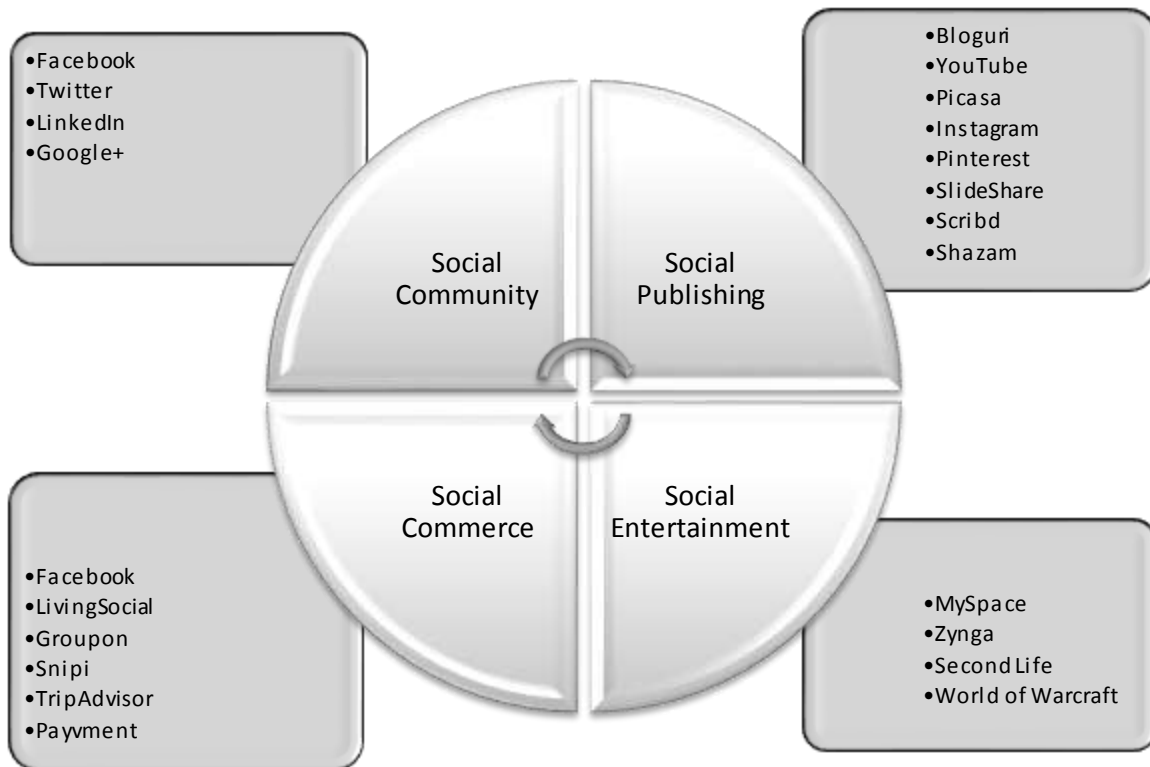 •Facebook
•Twitter
•LinkedIn
•Google+
•Bloguri
•YouTube
•Picasa
•Instagram
•Pinterest
•SlideShare
•Scribd
•Shazam
Social
Community
Social
Publishing
Social
Commerce
Social
Entertainment
•Facebook
•LivingSocial
•Groupon
•Snipi
•TripAdvisor
•Payvment
•MySpace
•Zynga
•Second Life
•World of Warcraft